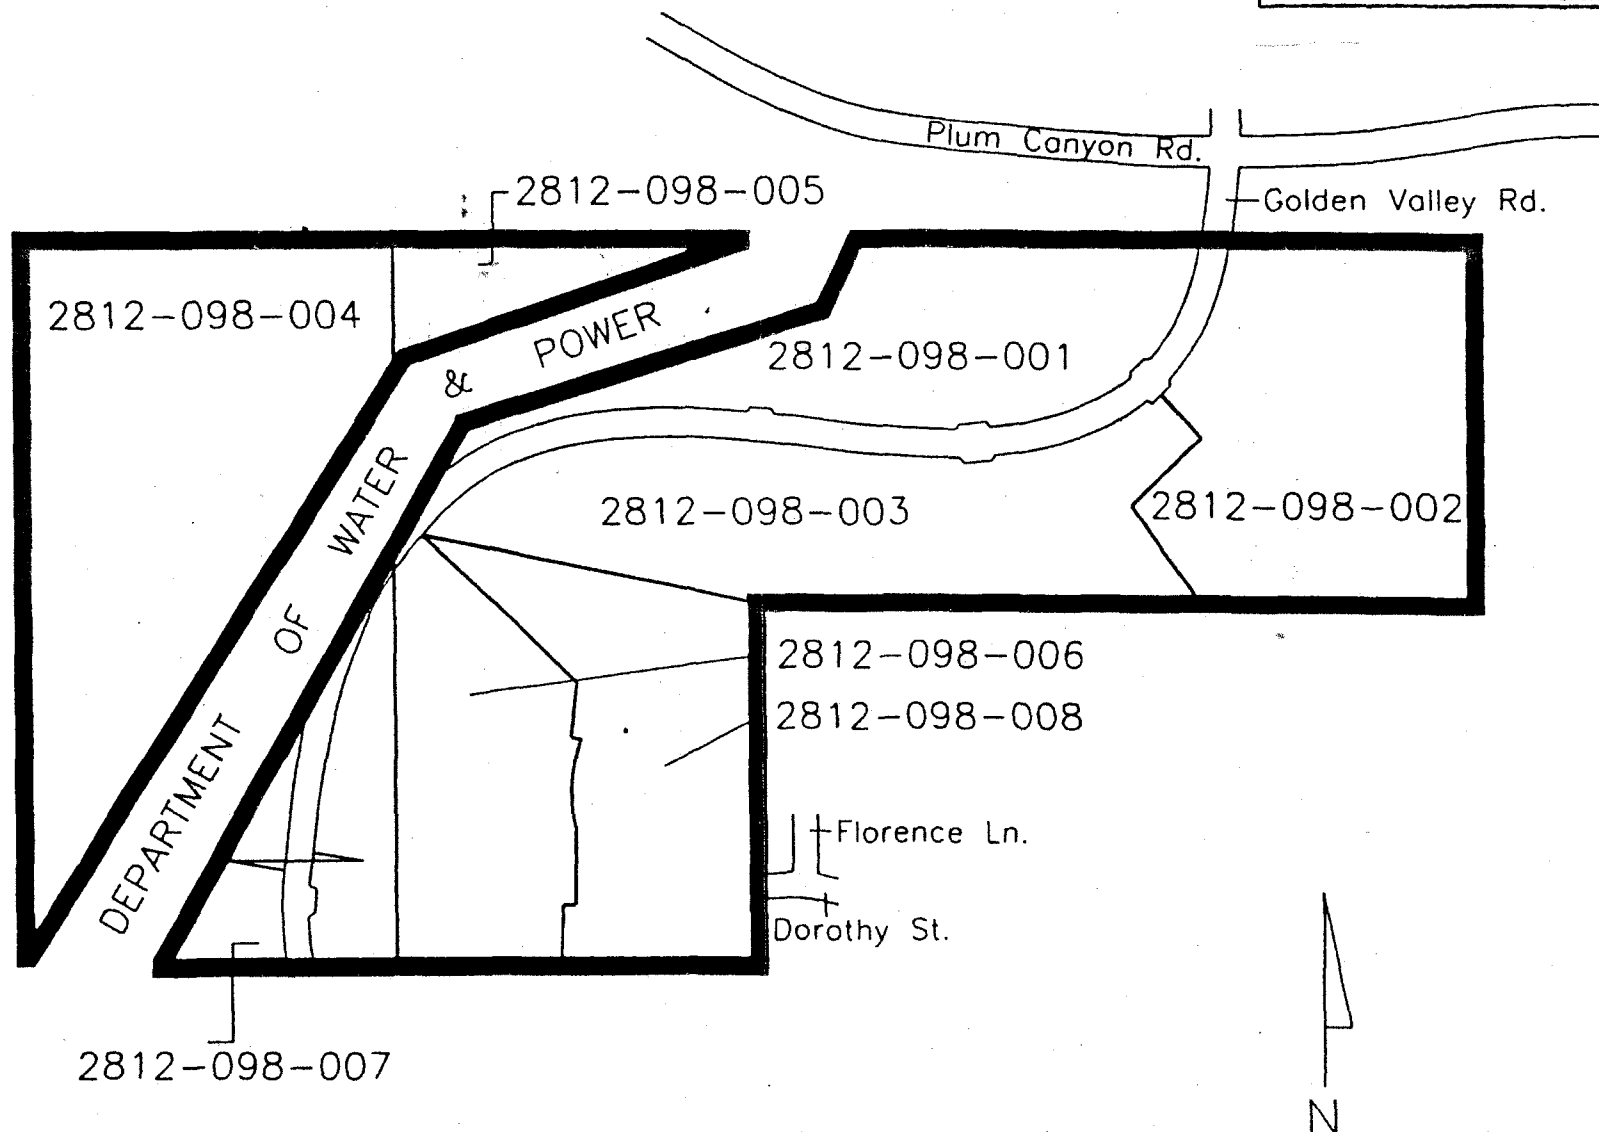 Plum Canyon Rd.
2812-098-005
Golden Valley Rd.
2812-098-004
DEPARTMENT OF WATER & POWER
2812-098-001
2812-098-003
2812-098-002
2812-098-006
2812-098-008
Florence Ln.
Dorothy St.
2812-098-007
N